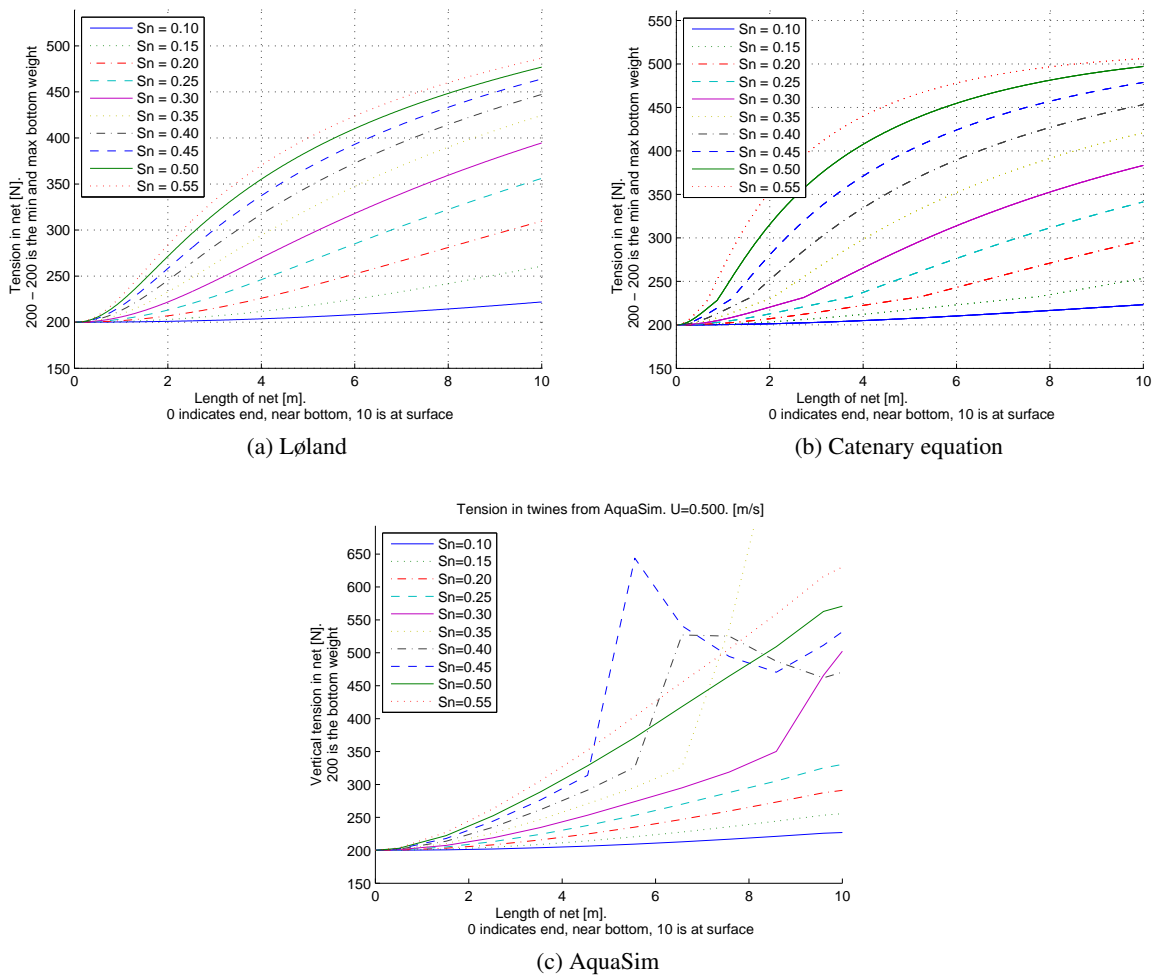 Sn = 0.10
Sn = 0.15
Sn = 0.20
Sn = 0.25
Sn = 0.30
Sn = 0.35
Sn = 0.40
Sn = 0.45
Sn = 0.50
Sn = 0.55
500
450
400
350
300
250
200
150
0 2 4 6 8 10
Tension in net [N].
200 − 200 is the min and max bottom weight
Length of net [m].
0 indicates end, near bottom, 10 is at surface
(a) Løland
Sn = 0.10
Sn = 0.15
Sn = 0.20
Sn = 0.25
Sn = 0.30
Sn = 0.35
Sn = 0.40
Sn = 0.45
Sn = 0.50
Sn = 0.55
550
500
450
400
350
300
250
200
150
0 2 4 6 8 10
Tension in net [N].
200 − 200 is the min and max bottom weight
Length of net [m].
0 indicates end, near bottom, 10 is at surface
(b) Catenary equation
Tension in twines from AquaSim. U=0.500. [m/s]
Sn=0.10
Sn=0.15
Sn=0.20
Sn=0.25
Sn=0.30
Sn=0.35
Sn=0.40
Sn=0.45
Sn=0.50
Sn=0.55
650
600
550
500
450
400
350
300
250
200
150
0 2 4 6 8 10
Vertical tension in net [N].
200 is the bottom weight
Length of net [m].
0 indicates end, near bottom, 10 is at surface
(c) AquaSim